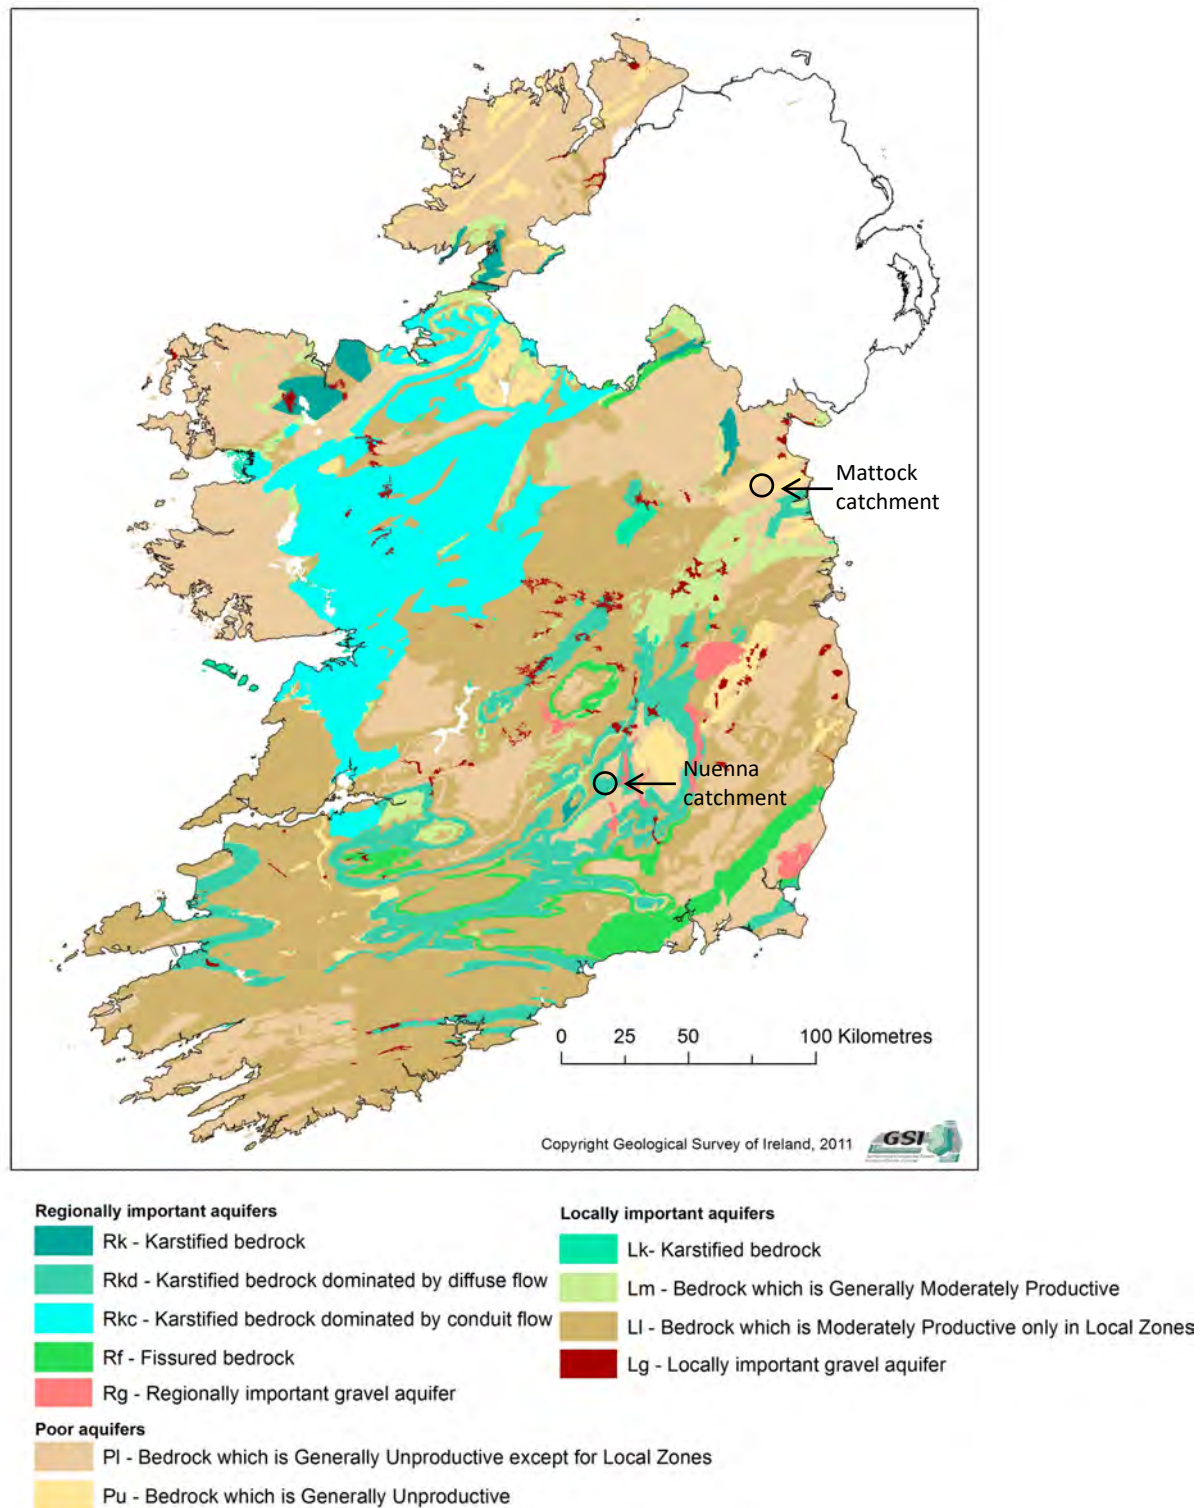 Mattock
catchment
Nuenna
catchment
0 25 50 100 Kilometres
Copyright Geological Survey of Ireland, 2011
GSI
Regionally important aquifers
Rk - Karstified bedrock
Rkd - Karstified bedrock dominated by diffuse flow
Rkc - Karstified bedrock dominated by conduit flow
Rf - Fissured bedrock
Rg - Regionally important gravel aquifer
Locally important aquifers
Lk- Karstified bedrock
Lm - Bedrock which is Generally Moderately Productive
Ll - Bedrock which is Moderately Productive only in Local Zones
Lg - Locally important gravel aquifer
Poor aquifers
Pl - Bedrock which is Generally Unproductive except for Local Zones
Pu - Bedrock which is Generally Unproductive